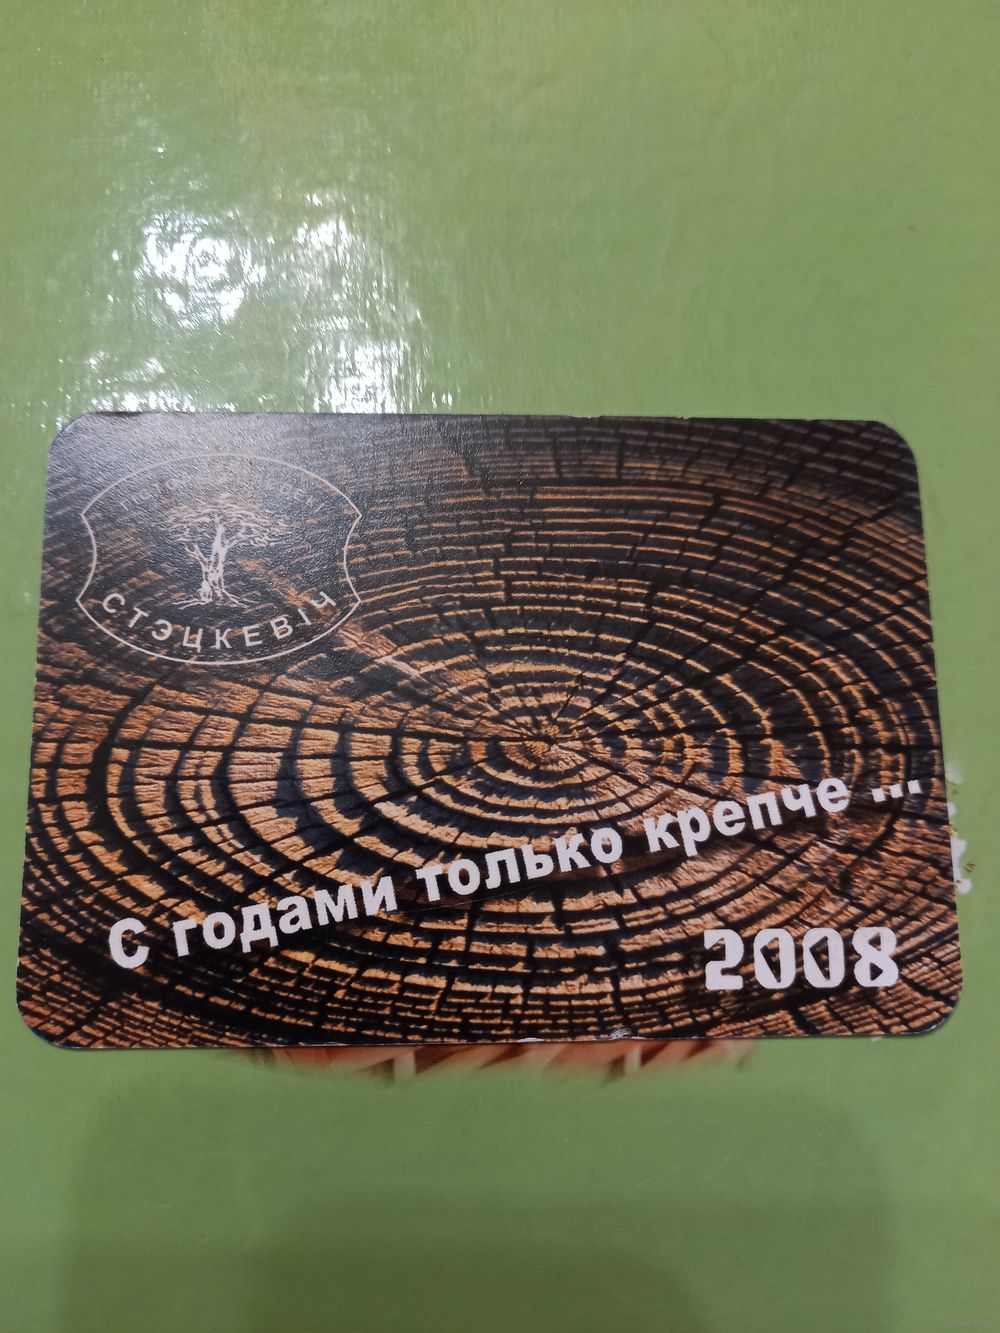 СТЭЦКЕВІЧ
С годами только крепче ...
2008